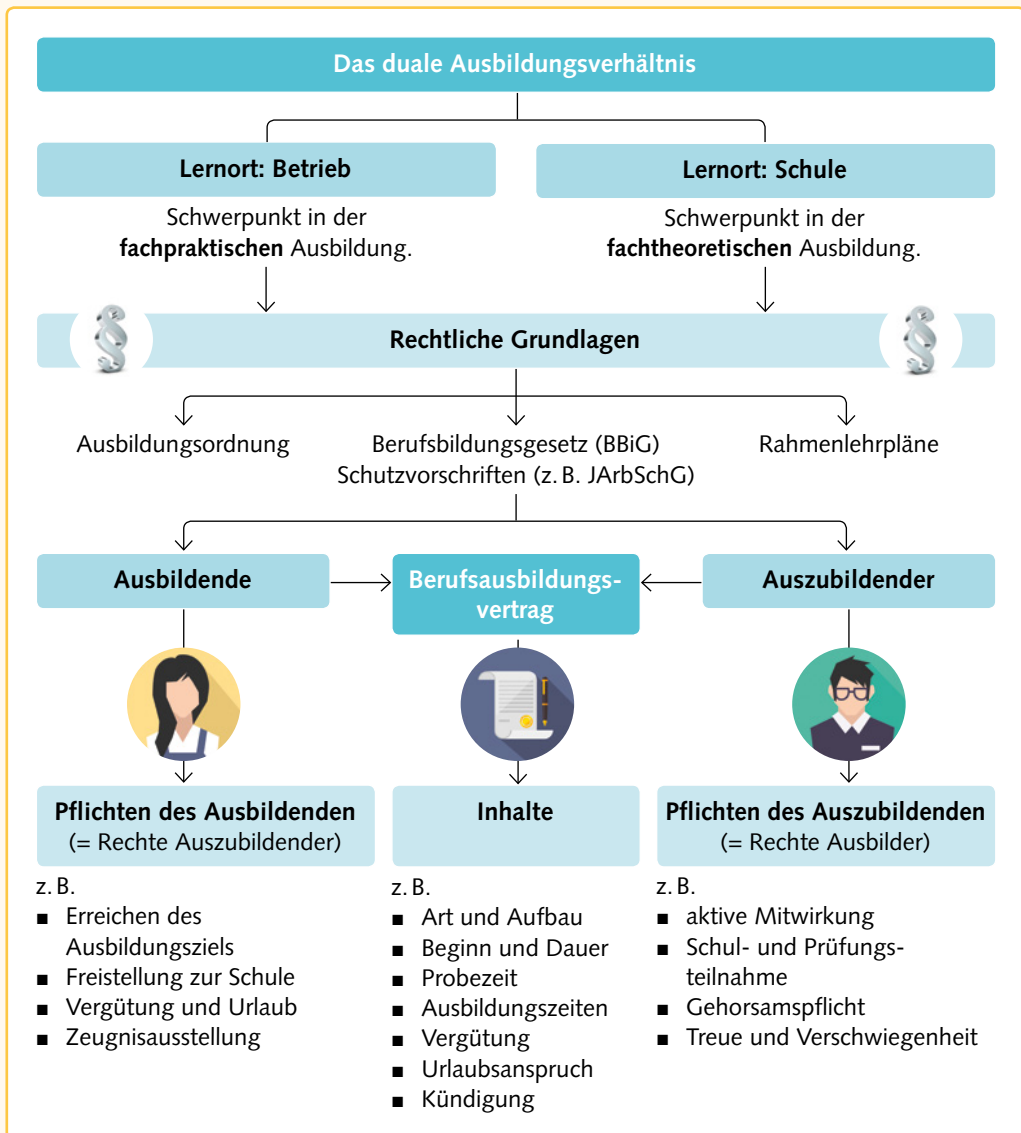 Das duale Ausbildungsverhältnis
Lernort: Betrieb
Schwerpunkt in der
fachpraktischen Ausbildung.
Lernort: Schule
Schwerpunkt in der
fachtheoretischen Ausbildung.
§
Rechtliche Grundlagen
§
Ausbildungsordnung
Berufsbildungsgesetz (BBiG)
Schutzvorschriften (z. B. JArbSchG)
Rahmenlehrpläne
Ausbildende
Berufsausbildungs-
vertrag
Auszubildender
Pflichten des Ausbildenden
(= Rechte Auszubildender)
z. B.
■ Erreichen des
Ausbildungsziels
■ Freistellung zur Schule
■ Vergütung und Urlaub
■ Zeugnisausstellung
Inhalte
z. B.
■ Art und Aufbau
■ Beginn und Dauer
■ Probezeit
■ Ausbildungszeiten
■ Vergütung
■ Urlaubsanspruch
■ Kündigung
Pflichten des Auszubildenden
(= Rechte Ausbilder)
z. B.
■ aktive Mitwirkung
■ Schul- und Prüfungs-
teilnahme
■ Gehorsamspflicht
■ Treue und Verschwiegenheit